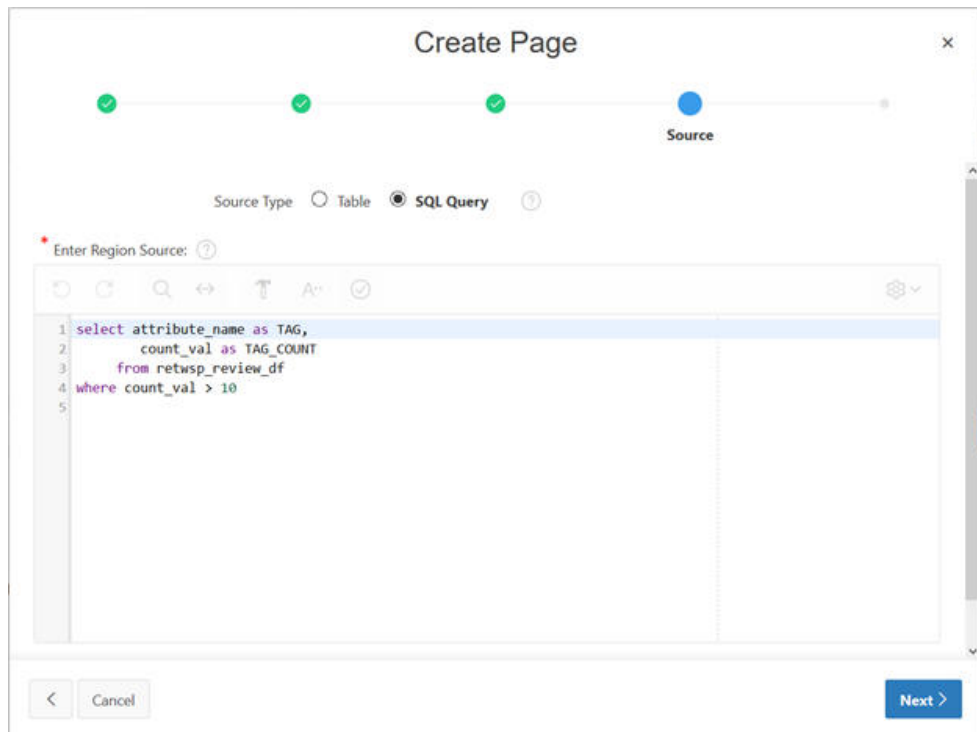 Create Page
Source
Source Type Table SQL Query ?
* Enter Region Source: ?
1 select attribute_name as TAG,
2 count_val as TAG_COUNT
3 from retwsp_review_df
4 where count_val > 10
5
Cancel
Next